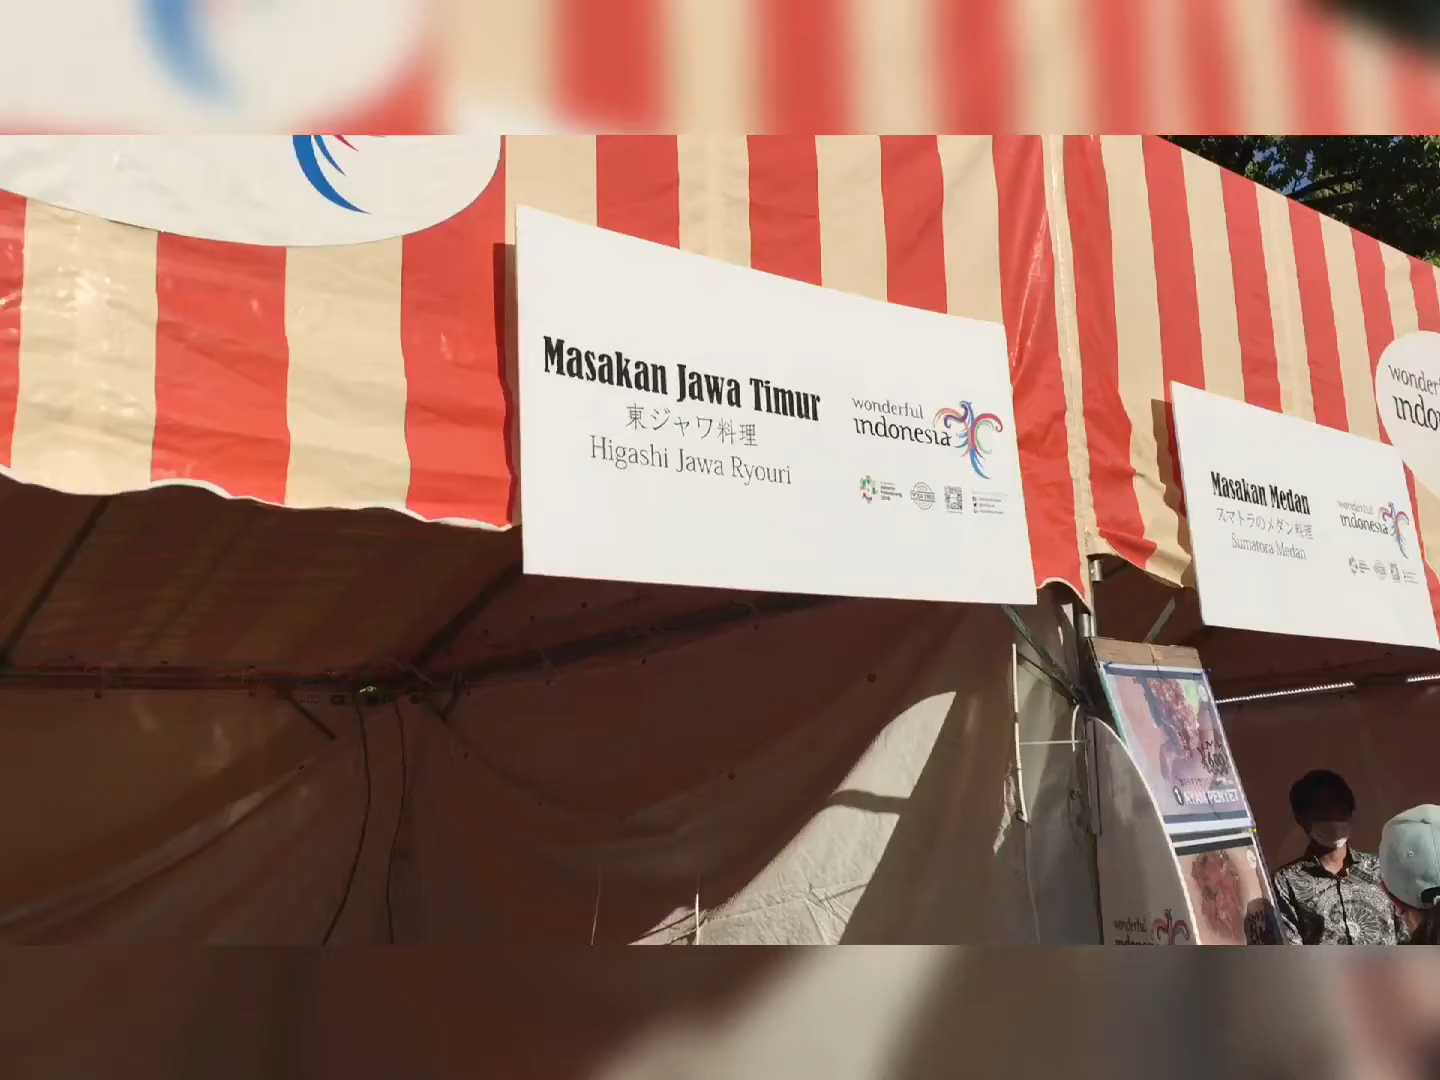 Masakan Jawa Timur
東ジャワ料理
Higashi Jawa Ryouri
wonderful
indonesia
Masakan Medan
スマトラのメダン料理
Sumatora Medan
wonderful
indonesia
AYAM PENYET
wonderful